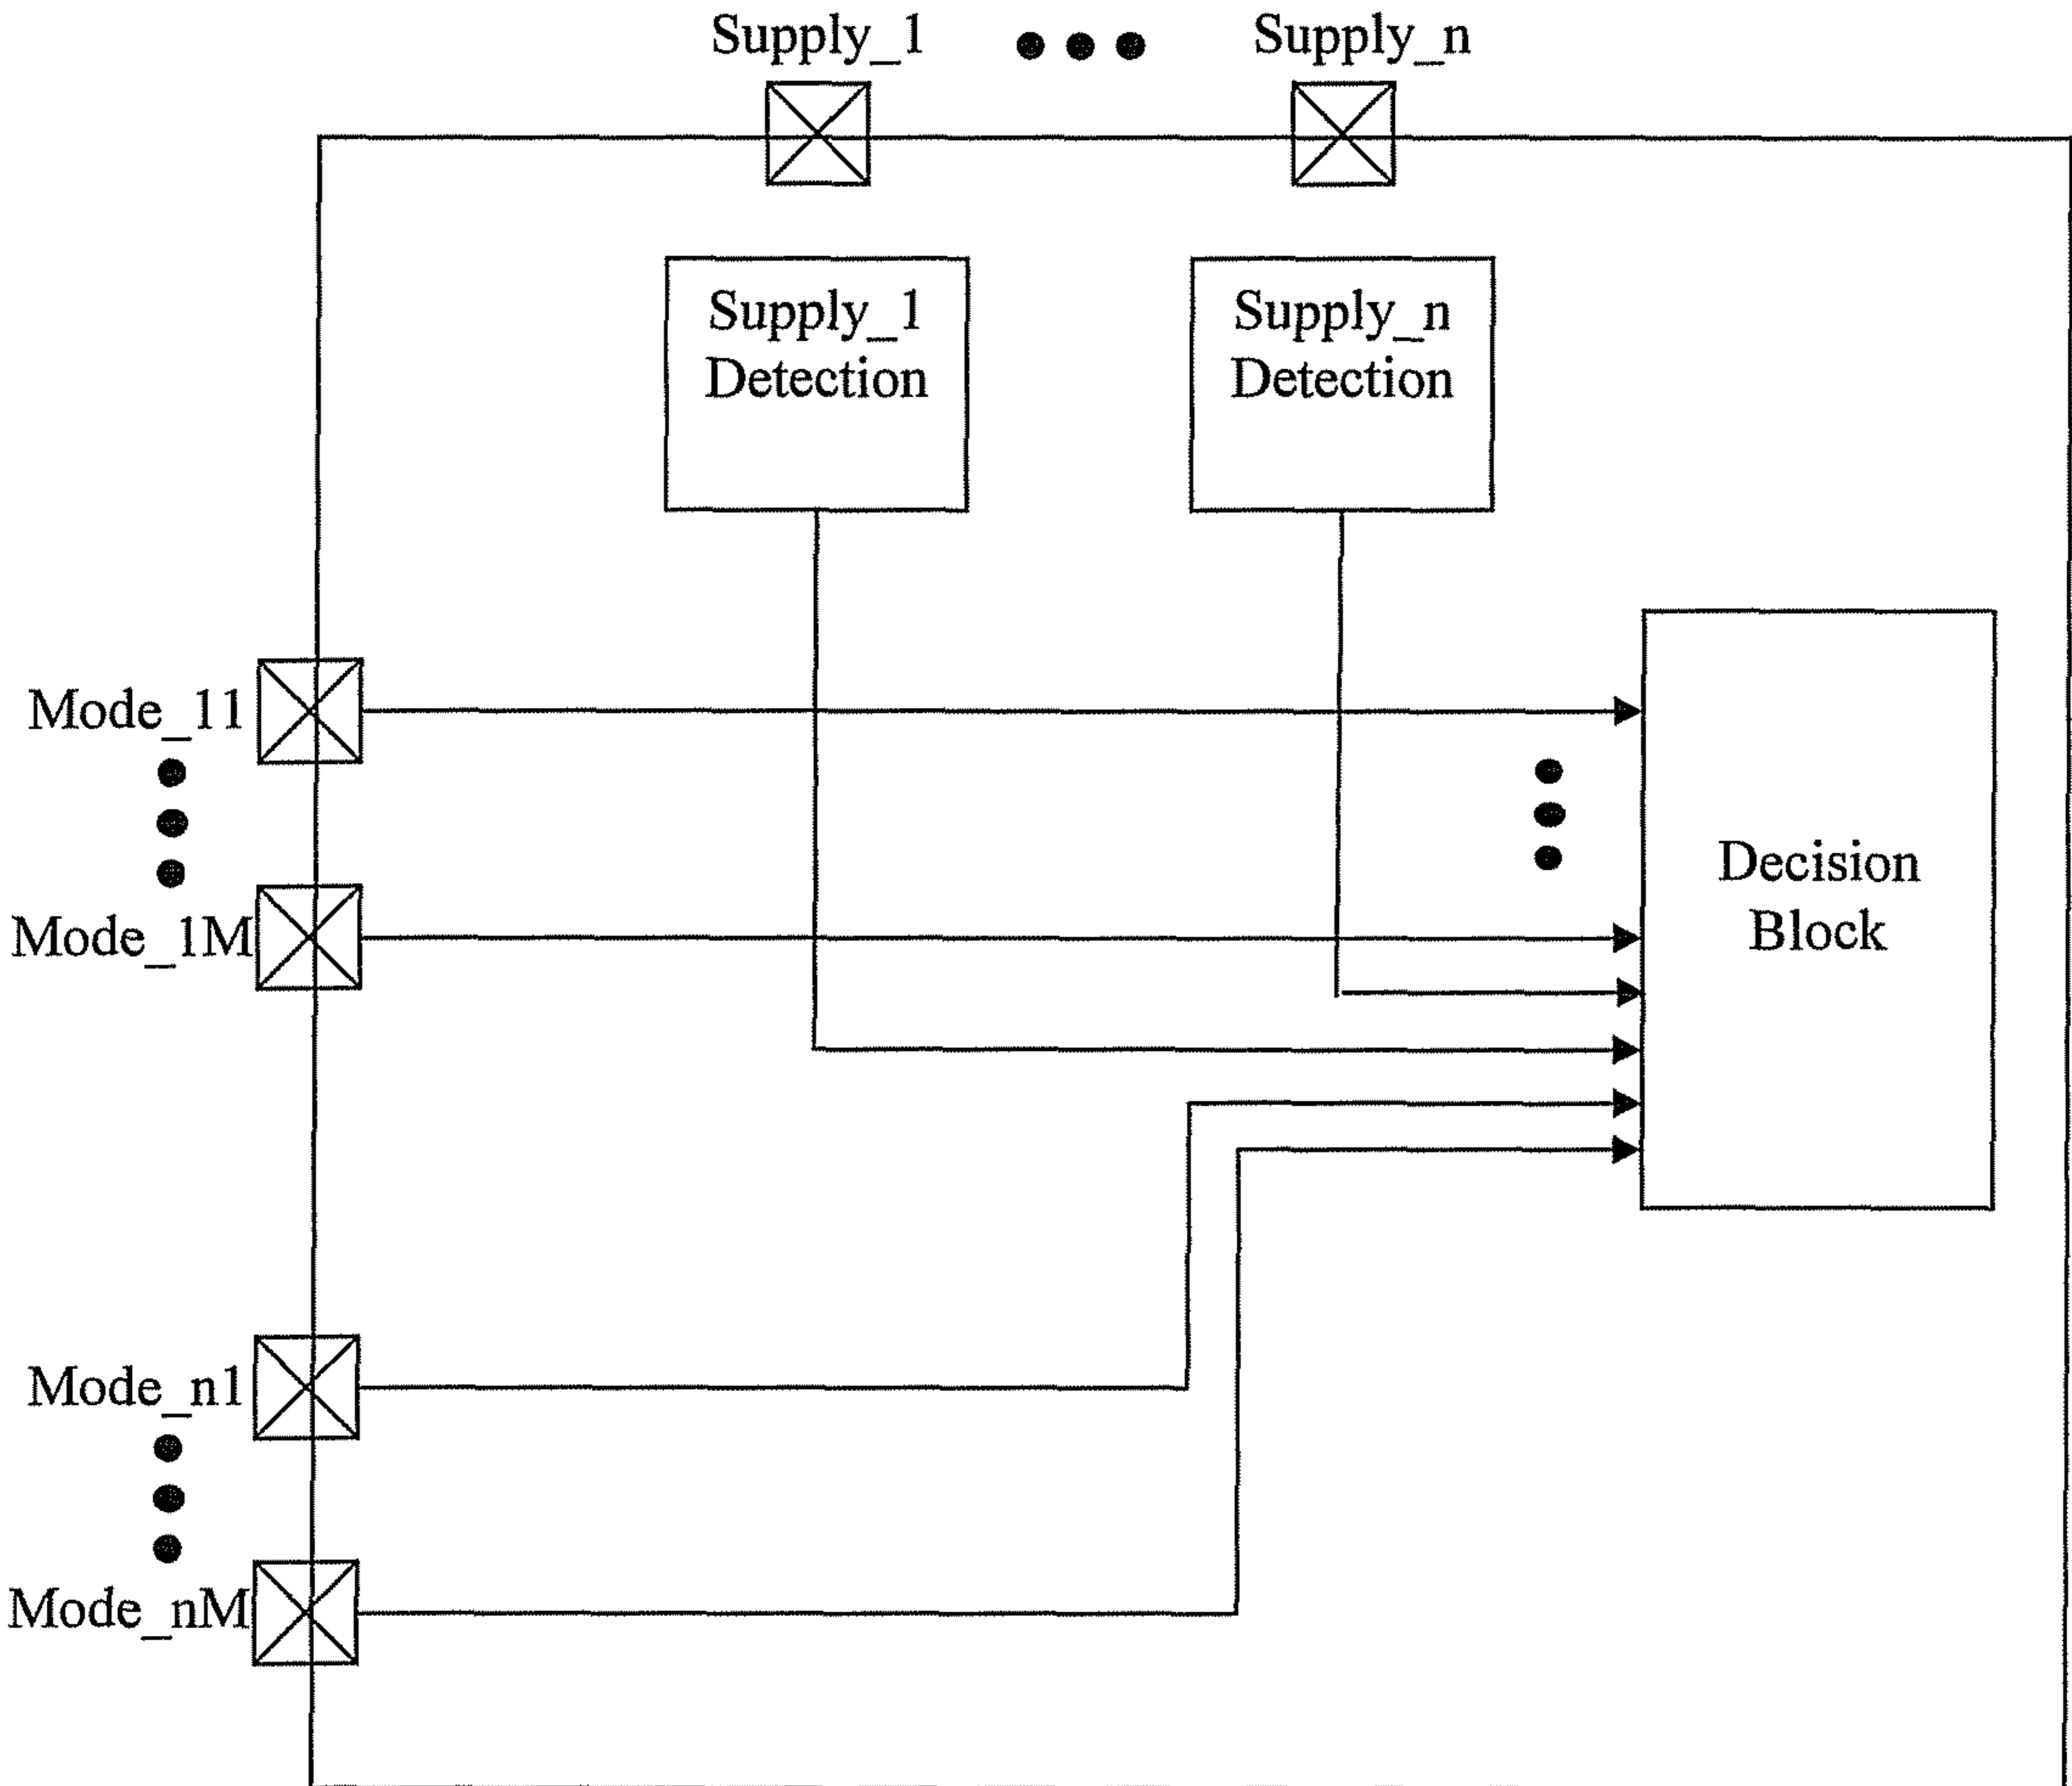 Supply_1
Supply_n
Supply_1
Detection
Supply_n
Detection
Mode_11
Mode_1M
Decision
Block
Mode_n1
Mode_nM